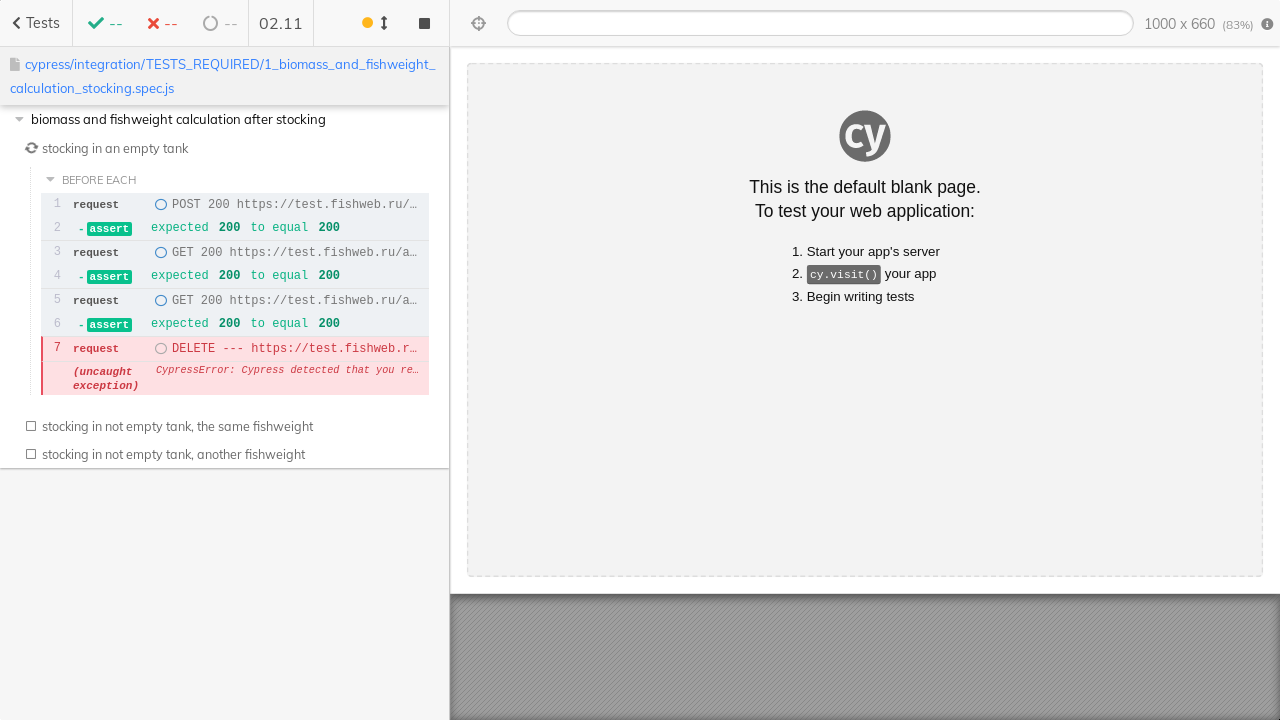 Tests -- -- -- 02.11
cypress/integration/TESTS_REQUIRED/1_biomass_and_fishweight_
calculation_stocking.spec.js
biomass and fishweight calculation after stocking
stocking in an empty tank
BEFORE EACH
1 request POST 200 https://test.fishweb.ru/…
2 - assert expected 200 to equal 200
3 request GET 200 https://test.fishweb.ru/a…
4 - assert expected 200 to equal 200
5 request GET 200 https://test.fishweb.ru/a…
6 - assert expected 200 to equal 200
7 request DELETE --- https://test.fishweb.r…
(uncaught CypressError: Cypress detected that you re…
exception)
stocking in not empty tank, the same fishweight
stocking in not empty tank, another fishweight
1000 x 660 (83%)
cy
This is the default blank page.
To test your web application:
1. Start your app's server
2. cy.visit() your app
3. Begin writing tests